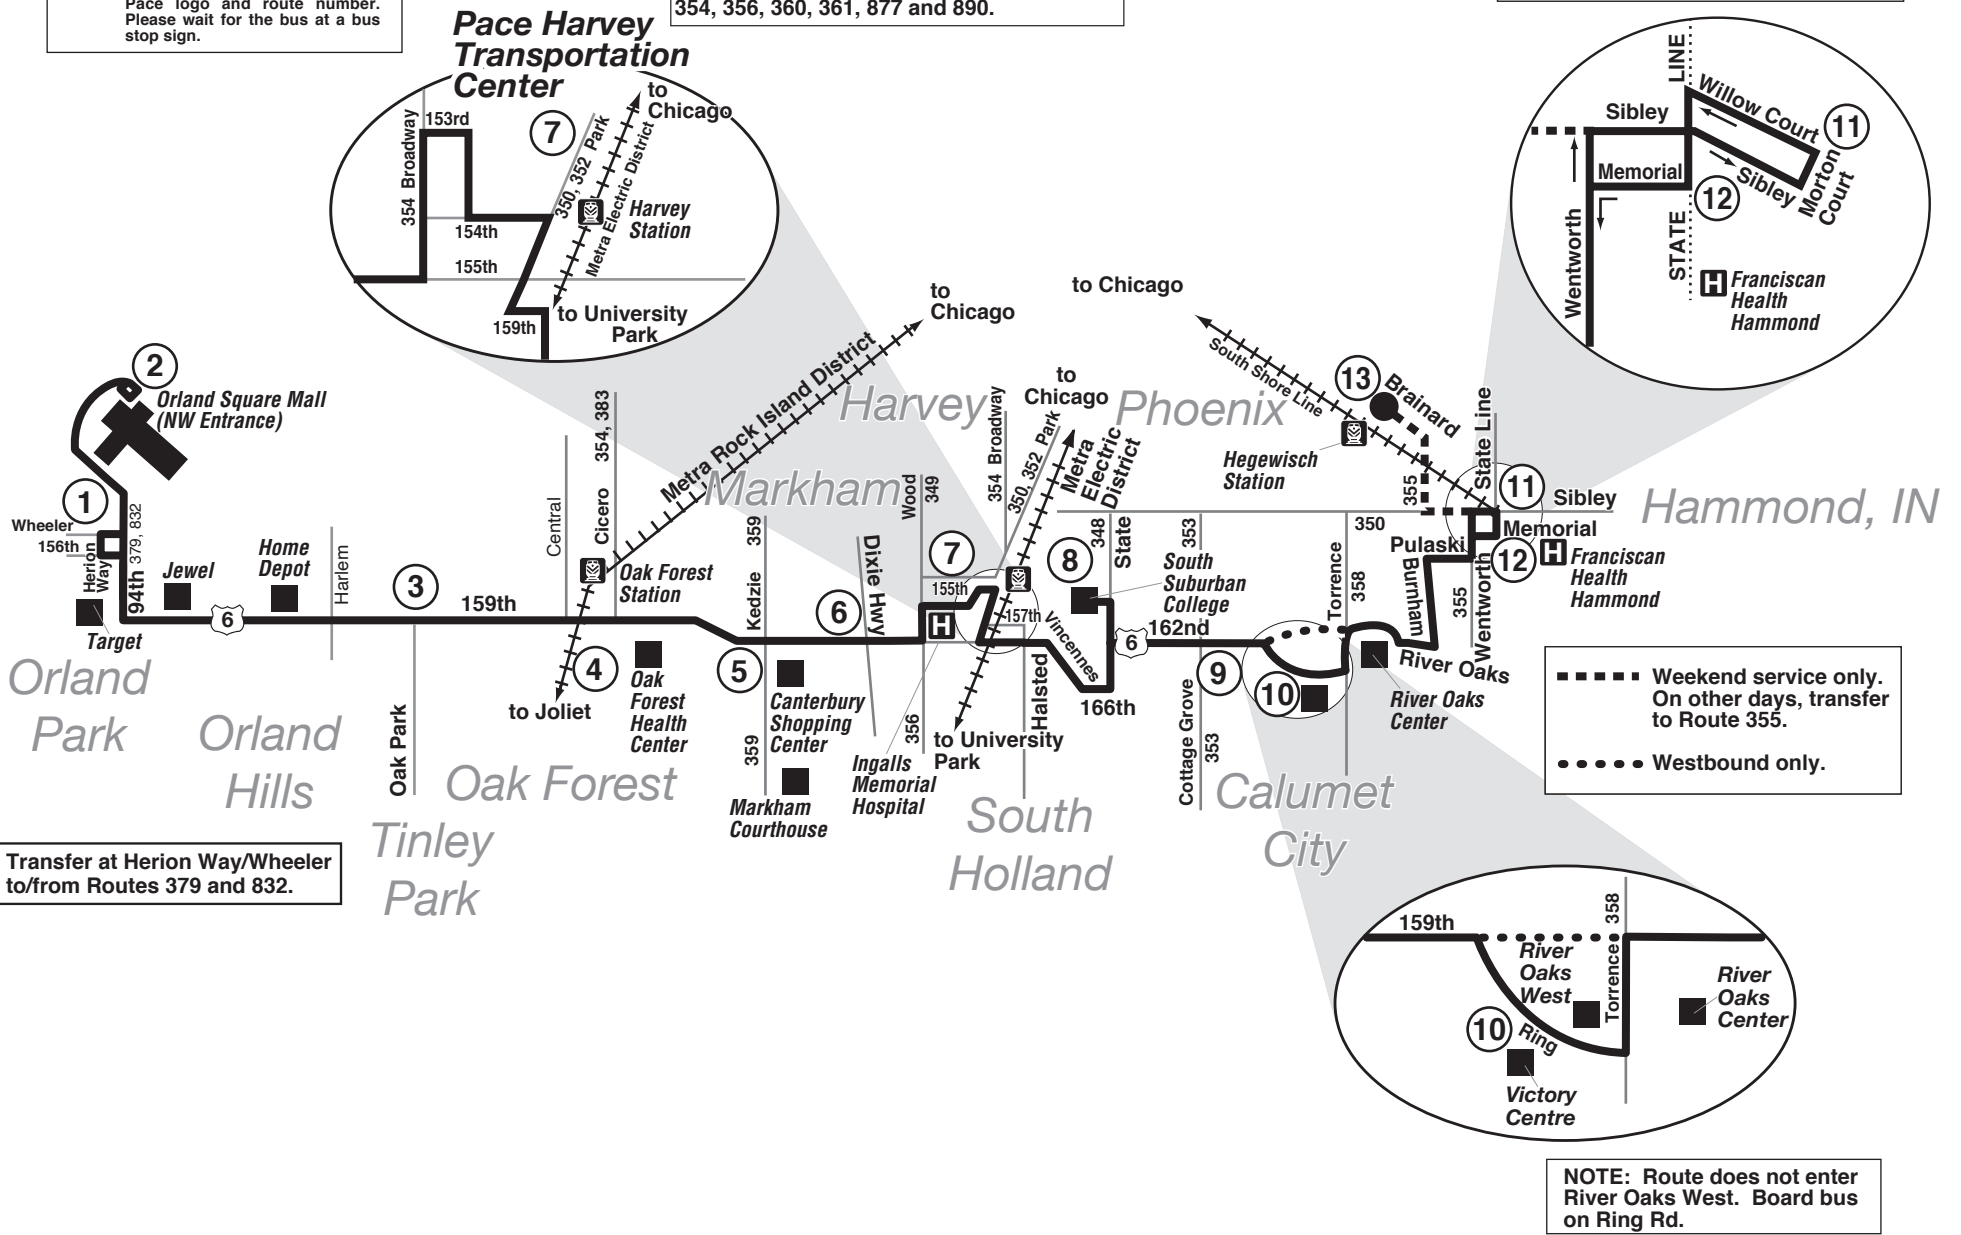 Pace logo and route number.
Please wait for the bus at a bus
stop sign.
354, 356, 360, 361, 877 and 890.
Pace Harvey
Transportation
Center
153rd
354 Broadway
154th
155th
159th
7
350, 352 Park
Metra Electric District
to
Chicago
Harvey
Station
to University
Park
LINE
STATE
Sibley
Willow Court
11
Memorial
Sibley
Morton
Court
12
Wentworth
H
Franciscan
Health
Hammond
2
Orland Square Mall
(NW Entrance)
1
Wheeler
156th
Herion
Way
379, 832
94th
Target
Jewel
6
Home
Depot
Harlem
3
159th
Oak Park
Central
Cicero
354, 383
Metra Rock Island District
to
Chicago
Oak Forest
Station
4
to Joliet
Oak
Forest
Health
Center
359
Kedzie
5
359
Canterbury
Shopping
Center
Markham
Courthouse
6
Dixie Hwy
Wood
349
356
H
Ingalls
Memorial
Hospital
7
155th
157th
354 Broadway
350, 352 Park
to
Chicago
Metra
Electric
District
to University
Park
Halsted
Vincennes
8
348
State
South
Suburban
College
166th
6
162nd
353
9
Cottage Grove
353
10
Torrence
358
350
River Oaks
River Oaks
Center
Burnham
Pulaski
355
Wentworth
355
to Chicago
South Shore Line
13
Brainard
Hegewisch
Station
State Line
11
Sibley
Memorial
12
H
Franciscan
Health
Hammond
Orland
Park
Orland
Hills
Tinley
Park
Oak Forest
Markham
Harvey
Phoenix
South
Holland
Calumet
City
Hammond, IN
Weekend service only.
On other days, transfer
to Route 355.
Westbound only.
Transfer at Herion Way/Wheeler
to/from Routes 379 and 832.
159th
358
River
Oaks
West
Torrence
River
Oaks
Center
10
Ring
Victory
Centre
NOTE: Route does not enter
River Oaks West. Board bus
on Ring Rd.